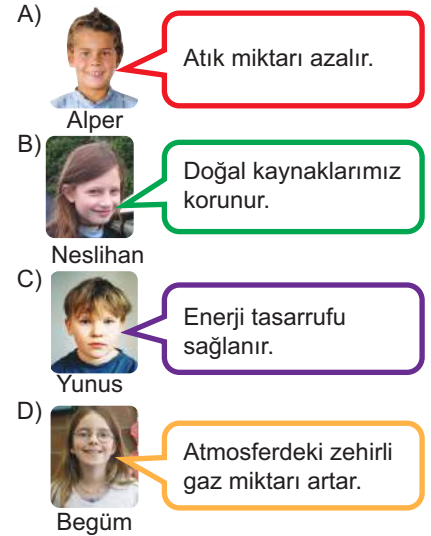 A)
Atık miktarı azalır.
Alper
B)
Doğal kaynaklarımız
korunur.
Neslihan
C)
Enerji tasarrufu
sağlanır.
Yunus
D)
Atmosferdeki zehirli
gaz miktarı artar.
Begüm